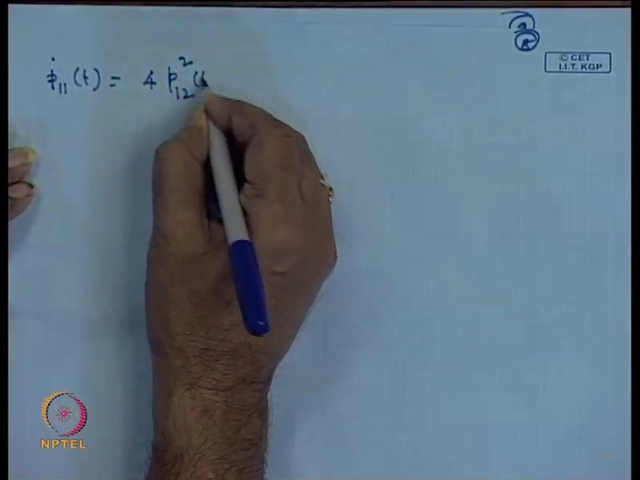 ṗ₁₁(t) = 4 p₁₂²(t
© CET
I.I.T. KGP
NPTEL